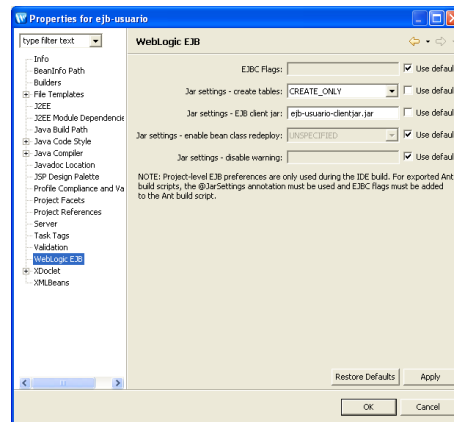 Properties for ejb-usuario
type filter text
WebLogic EJB
Info
BeanInfo Path
Builders
File Templates
J2EE
J2EE Module Dependencie
Java Build Path
Java Code Style
Java Compiler
Javadoc Location
JSP Design Palette
Profile Compliance and Va
Project Facets
Project References
Server
Task Tags
Validation
WebLogic EJB
XDoclet
XMLBeans
EJBC Flags:
Use defaul
Jar settings - create tables: CREATE_ONLY
Use defaul
Jar settings - EJB client jar: ejb-usuario-clientjar.jar
Use defaul
Jar settings - enable bean class redeploy: UNSPECIFIED
Use defaul
Jar settings - disable warning:
Use defaul
NOTE: Project-level EJB preferences are only used during the IDE build. For exported Ant
build scripts, the @JarSettings annotation must be used and EJBC flags must be added
to the Ant build script.
Restore Defaults
Apply
OK
Cancel